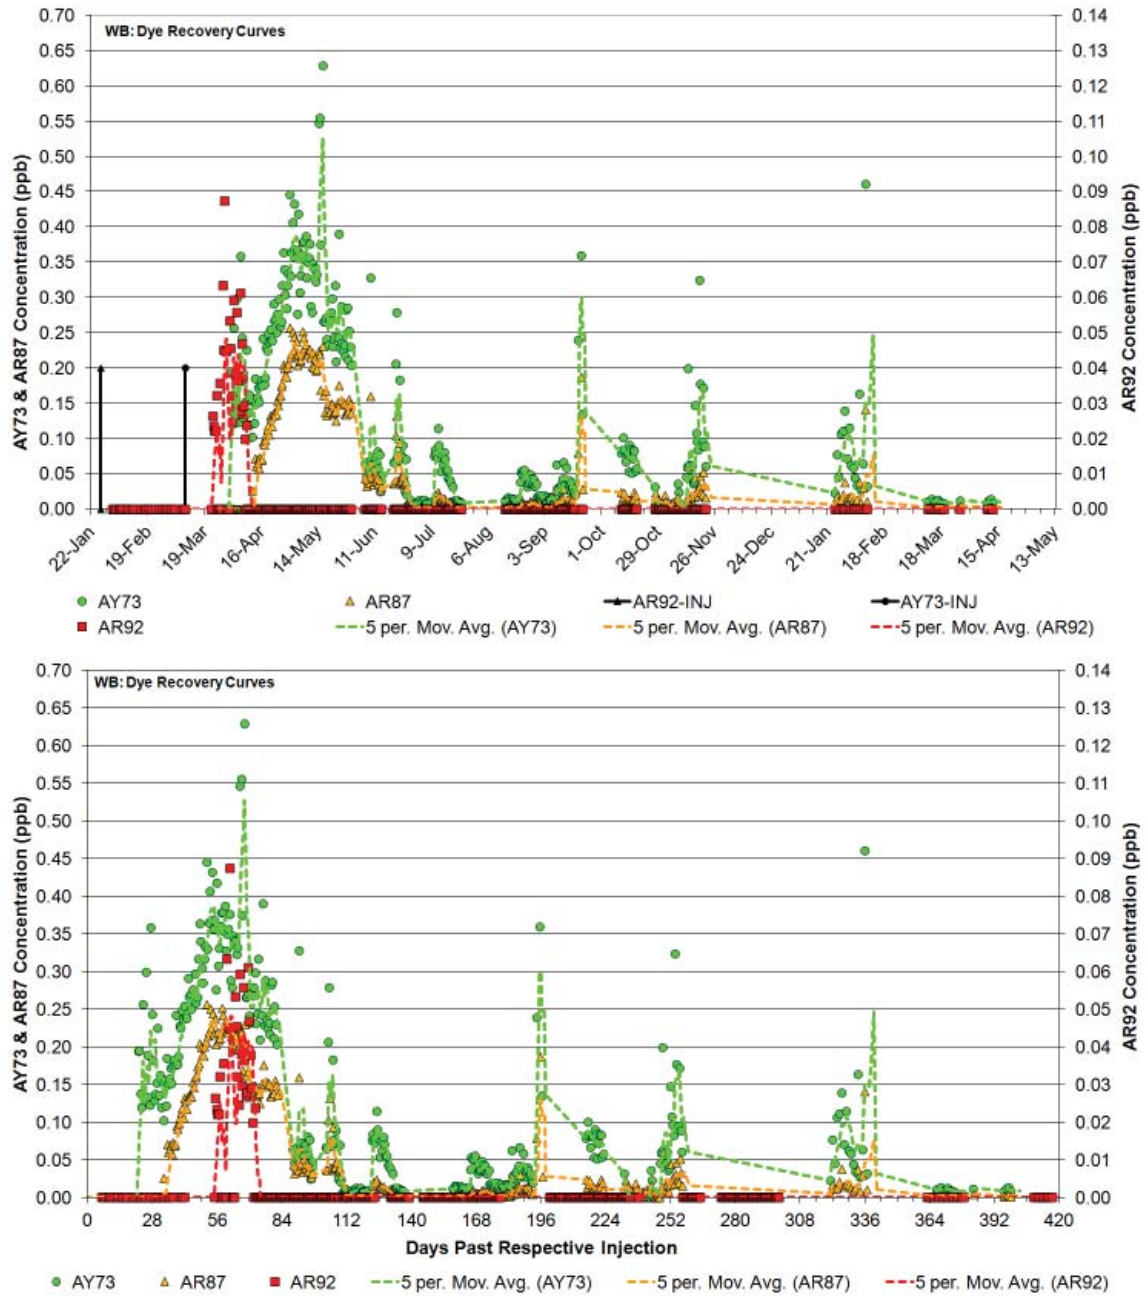 WB: Dye Recovery Curves
AY73 & AR87 Concentration (ppb)
0.70
0.65
0.60
0.55
0.50
0.45
0.40
0.35
0.30
0.25
0.20
0.15
0.10
0.05
0.00
0.14
0.13
0.12
0.11
0.10
0.09
0.08
0.07
0.06
0.05
0.04
0.03
0.02
0.01
0.00
AR92 Concentration (ppb)
22-Jan
19-Feb
19-Mar
16-Apr
14-May
11-Jun
9-Jul
6-Aug
3-Sep
1-Oct
29-Oct
26-Nov
24-Dec
21-Jan
18-Feb
18-Mar
15-Apr
13-May
AY73
AR87
AR92-INJ
AY73-INJ
AR92
5 per. Mov. Avg. (AY73)
5 per. Mov. Avg. (AR87)
5 per. Mov. Avg. (AR92)
WB: Dye Recovery Curves
AY73 & AR87 Concentration (ppb)
0.70
0.65
0.60
0.55
0.50
0.45
0.40
0.35
0.30
0.25
0.20
0.15
0.10
0.05
0.00
0.14
0.13
0.12
0.11
0.10
0.09
0.08
0.07
0.06
0.05
0.04
0.03
0.02
0.01
0.00
AR92 Concentration (ppb)
0 28 56 84 112 140 168 196 224 252 280 308 336 364 392 420
Days Past Respective Injection
AY73
AR87
AR92
5 per. Mov. Avg. (AY73)
5 per. Mov. Avg. (AR87)
5 per. Mov. Avg. (AR92)